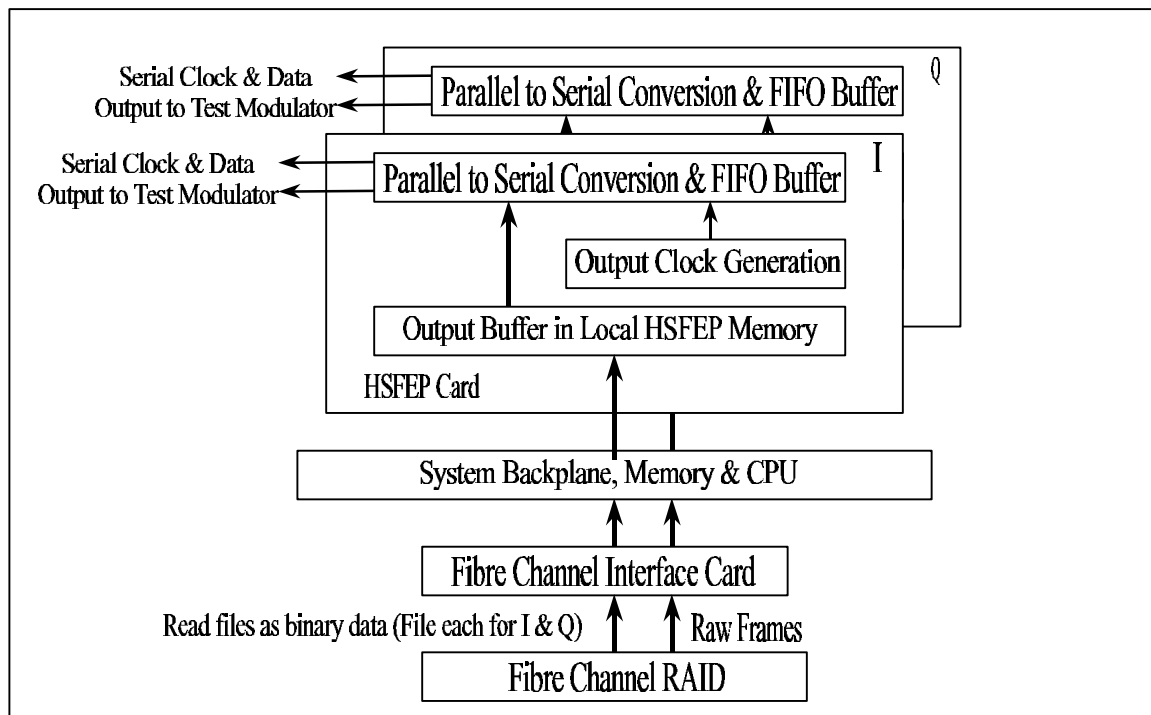 Q
Serial Clock & Data
Output to Test Modulator
Parallel to Serial Conversion & FIFO Buffer
I
Serial Clock & Data
Output to Test Modulator
Parallel to Serial Conversion & FIFO Buffer
Output Clock Generation
Output Buffer in Local HSFEP Memory
HSFEP Card
System Backplane, Memory & CPU
Fibre Channel Interface Card
Read files as binary data (File each for I & Q)
Raw Frames
Fibre Channel RAID